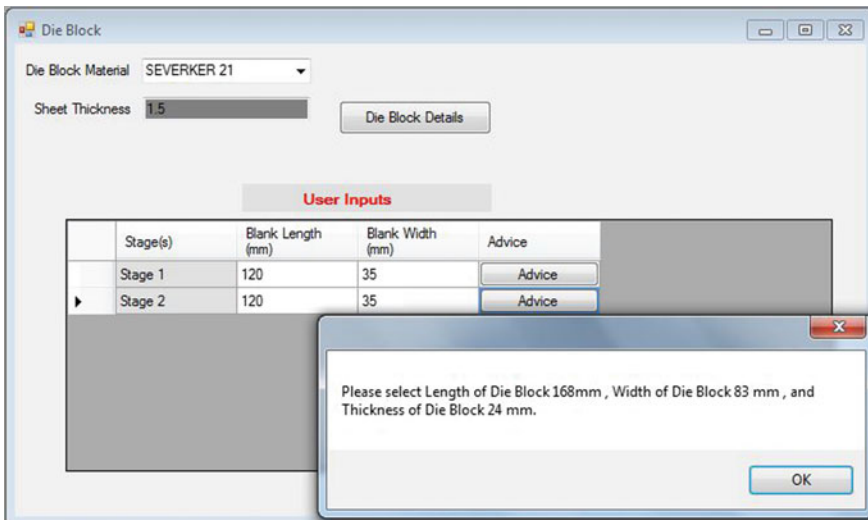 Die Block
Die Block Material SEVERKER 21
Sheet Thickness 1.5
Die Block Details
User Inputs
Stage(s) Blank Length (mm) Blank Width (mm) Advice
Stage 1 120 35 Advice
Stage 2 120 35 Advice
Please select Length of Die Block 168mm , Width of Die Block 83 mm , and
Thickness of Die Block 24 mm.
OK